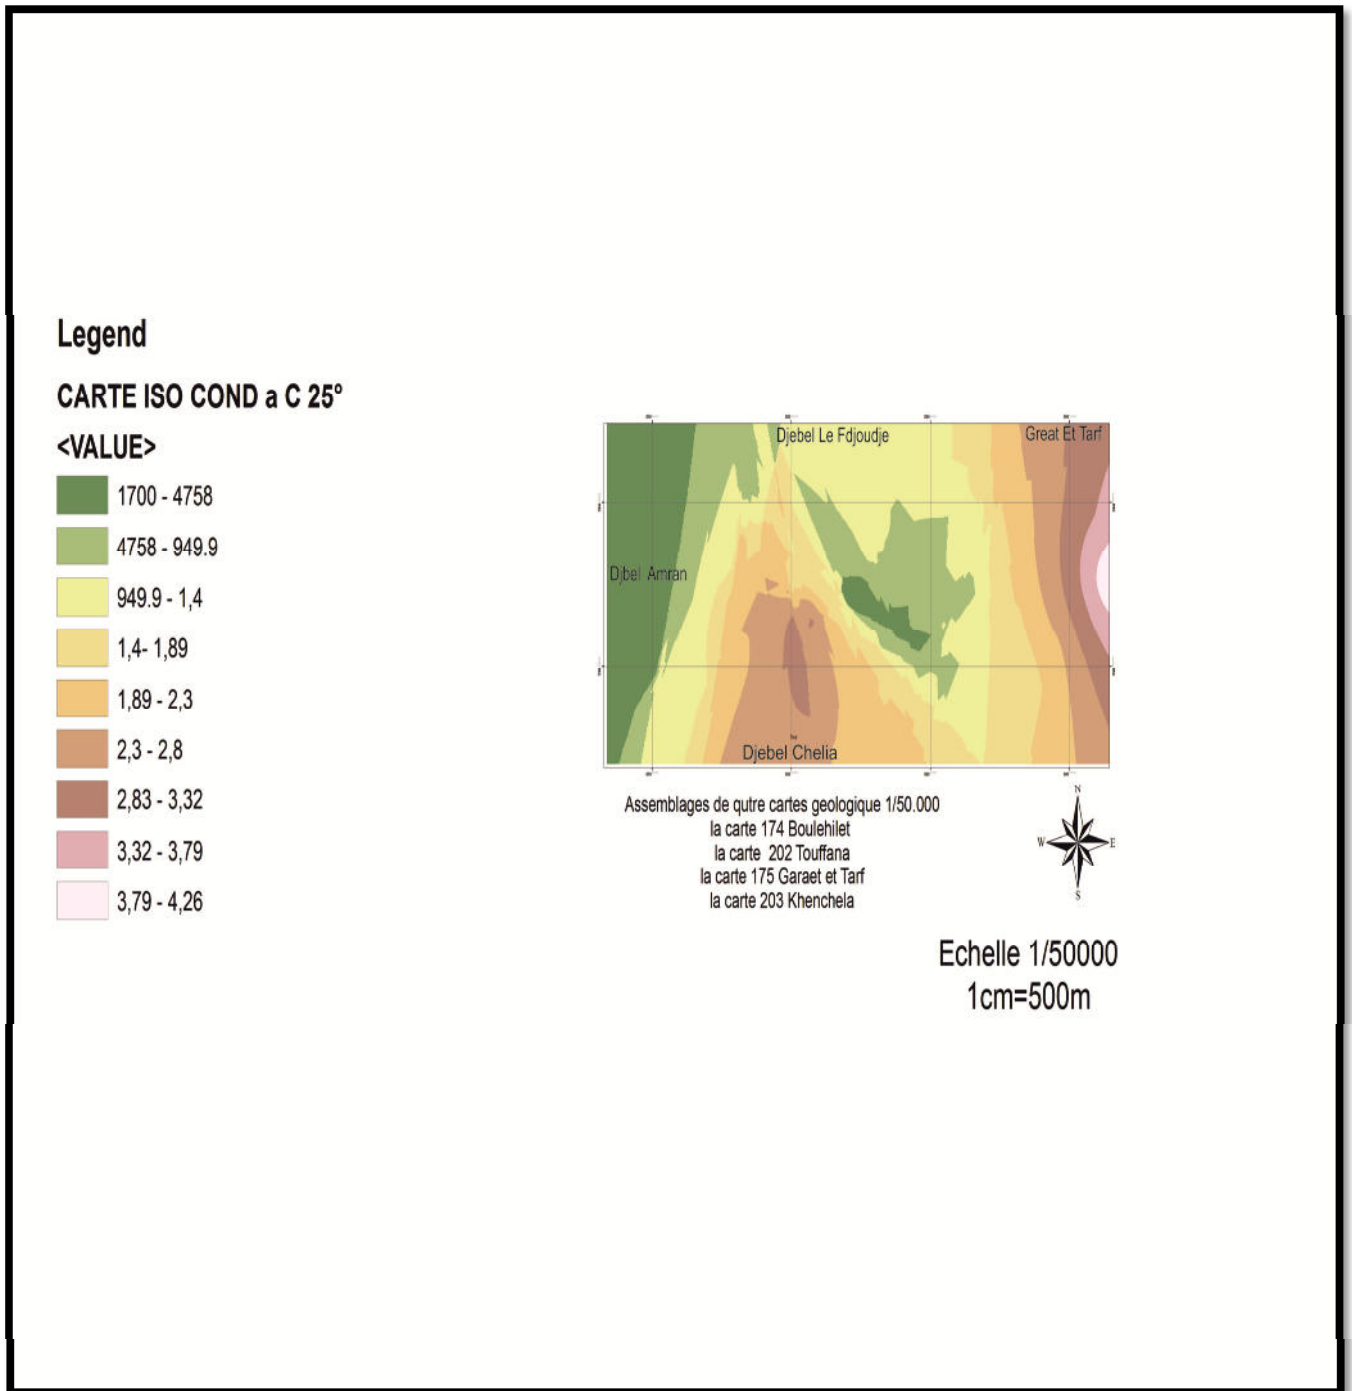 Legend
CARTE ISO COND a C 25°
<VALUE>
1700 - 4758
4758 - 949.9
949.9 - 1,4
1,4- 1,89
1,89 - 2,3
2,3 - 2,8
2,83 - 3,32
3,32 - 3,79
3,79 - 4,26
Djebel Le Fdjoudje
Great Et Tarf
Djbel Amran
Djebel Chelia
Assemblages de qutre cartes geologique 1/50.000
la carte 174 Boulehilet
la carte 202 Touffana
la carte 175 Garaet et Tarf
la carte 203 Khenchela
N
W
E
S
Echelle 1/50000
1cm=500m